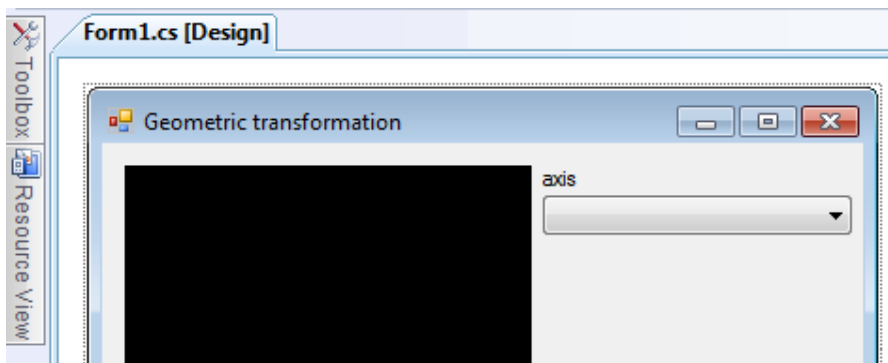 Form1.cs [Design]
Toolbox
Resource View
Geometric transformation
axis